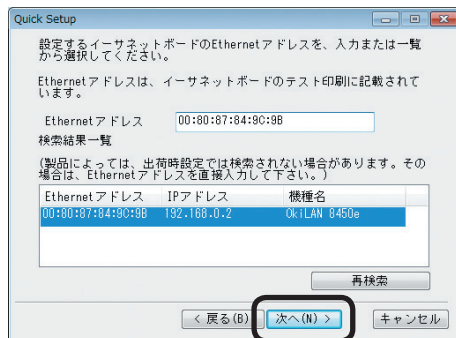 Quick Setup
設定するイーサネットボードのEthernetアドレスを、入力または一覧
から選択してください。
Ethernetアドレスは、イーサネットボードのテスト印刷に記載されて
います。
Ethernetアドレス 00:80:87:84:9C:9B
検索結果一覧
(製品によっては、出荷時設定では検索されない場合があります。その
場合は、Ethernetアドレスを直接入力して下さい。)
Ethernetアドレス IPアドレス 機種名
00:80:87:84:9C:9B 192.168.0.2 OkiLAN 8450e
再検索
< 戻る(B) 次へ(N) > キャンセル